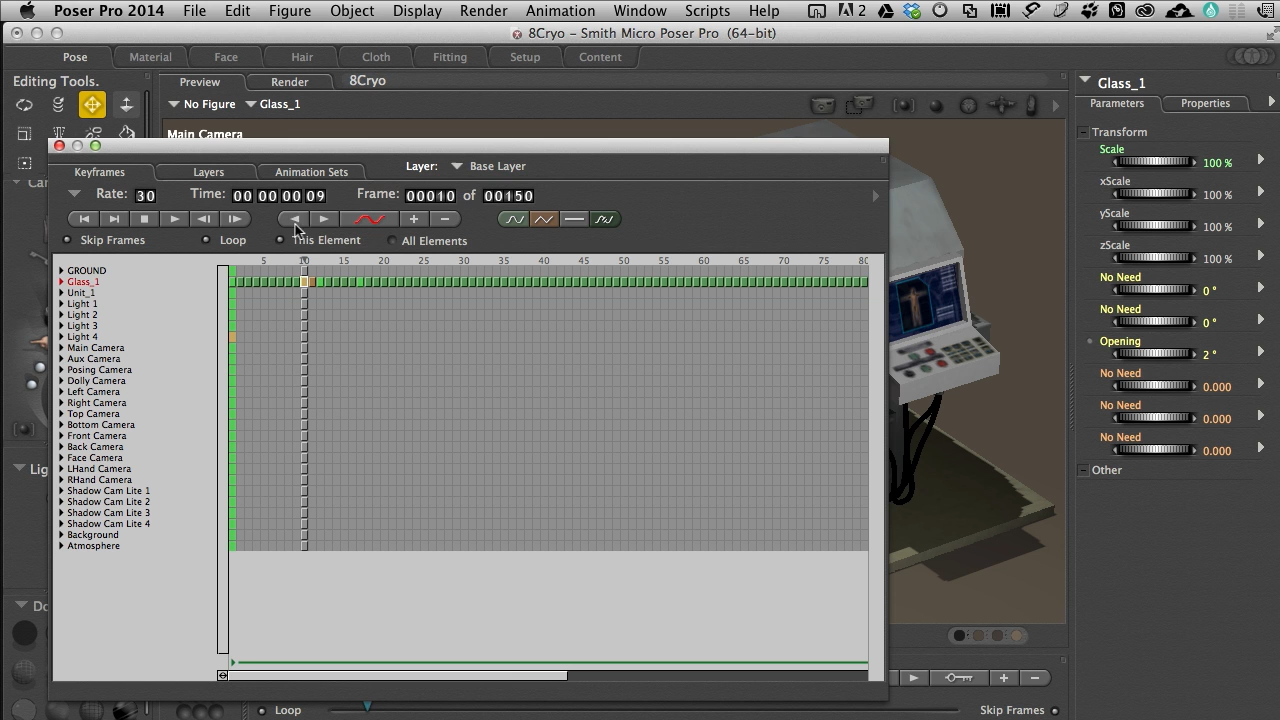 Poser Pro 2014 File Edit Figure Object Display Render Animation Window Scripts Help 2
8Cryo – Smith Micro Poser Pro (64-bit)
Pose Material Face Hair Cloth Fitting Setup Content
Editing Tools.
Preview Render 8Cryo
No Figure Glass_1
Main Camera
Glass_1
Parameters Properties
Transform
Scale
100 %
xScale
100 %
yScale
100 %
zScale
100 %
No Need
0 °
No Need
0 °
Opening
2 °
No Need
0.000
No Need
0.000
No Need
0.000
Other
Keyframes Layers Animation Sets Layer: Base Layer
Rate: 30 Time: 00 00 00 09 Frame: 00010 of 00150
Skip Frames Loop This Element All Elements
5 10 15 20 25 30 35 40 45 50 55 60 65 70 75 80
GROUND
Glass_1
Unit_1
Light 1
Light 2
Light 3
Light 4
Main Camera
Aux Camera
Posing Camera
Dolly Camera
Left Camera
Right Camera
Top Camera
Bottom Camera
Front Camera
Back Camera
Face Camera
LHand Camera
RHand Camera
Shadow Cam Lite 1
Shadow Cam Lite 2
Shadow Cam Lite 3
Shadow Cam Lite 4
Background
Atmosphere
Loop Skip Frames